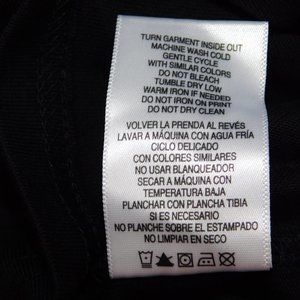 TURN GARMENT INSIDE OUT
MACHINE WASH COLD
GENTLE CYCLE
WITH SIMILAR COLORS
DO NOT BLEACH
TUMBLE DRY LOW
WARM IRON IF NEEDED
DO NOT IRON ON PRINT
DO NOT DRY CLEAN
VOLVER LA PRENDA AL REVÉS
LAVAR A MÁQUINA CON AGUA FRÍA
CICLO DELICADO
CON COLORES SIMILARES
NO USAR BLANQUEADOR
SECAR A MÁQUINA CON
TEMPERATURA BAJA
PLANCHAR CON PLANCHA TIBIA
SI ES NECESARIO
NO PLANCHE SOBRE EL ESTAMPADO
NO LIMPIAR EN SECO